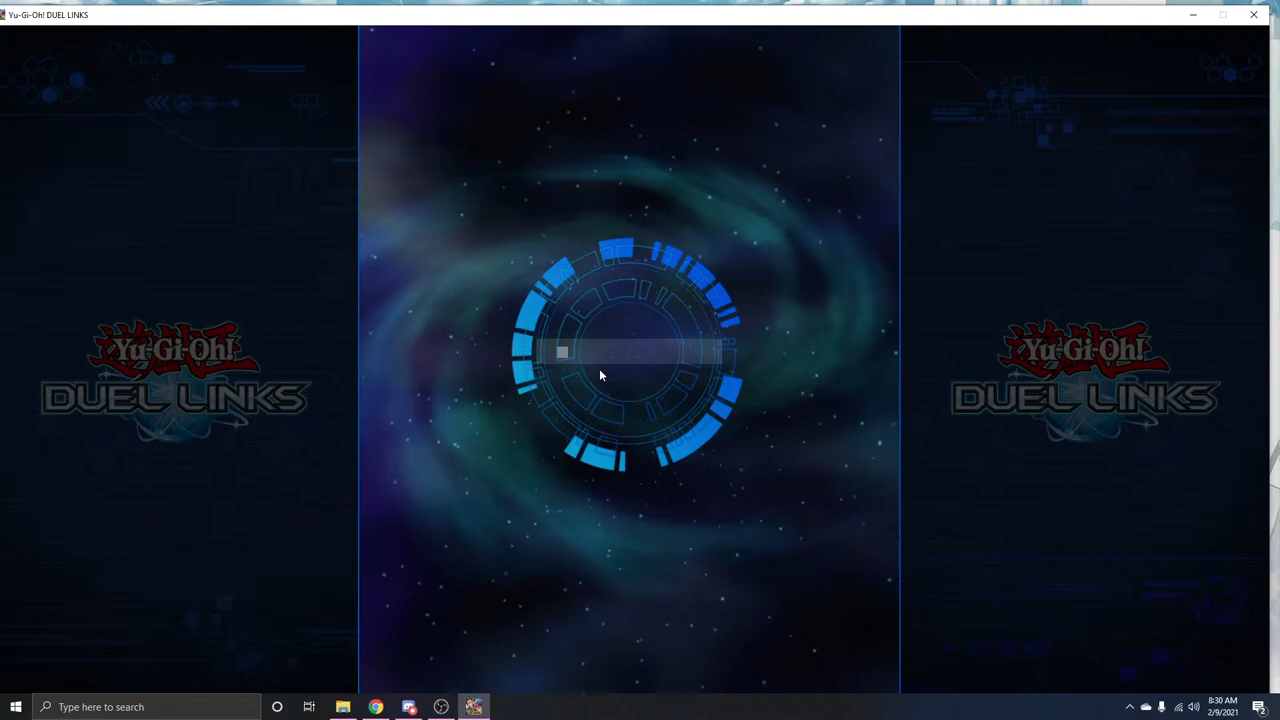 Yu-Gi-Oh! DUEL LINKS
Yu-Gi-Oh!
DUEL LINKS
Yu-Gi-Oh!
DUEL LINKS
Type here to search
8:30 AM
2/9/2021
2